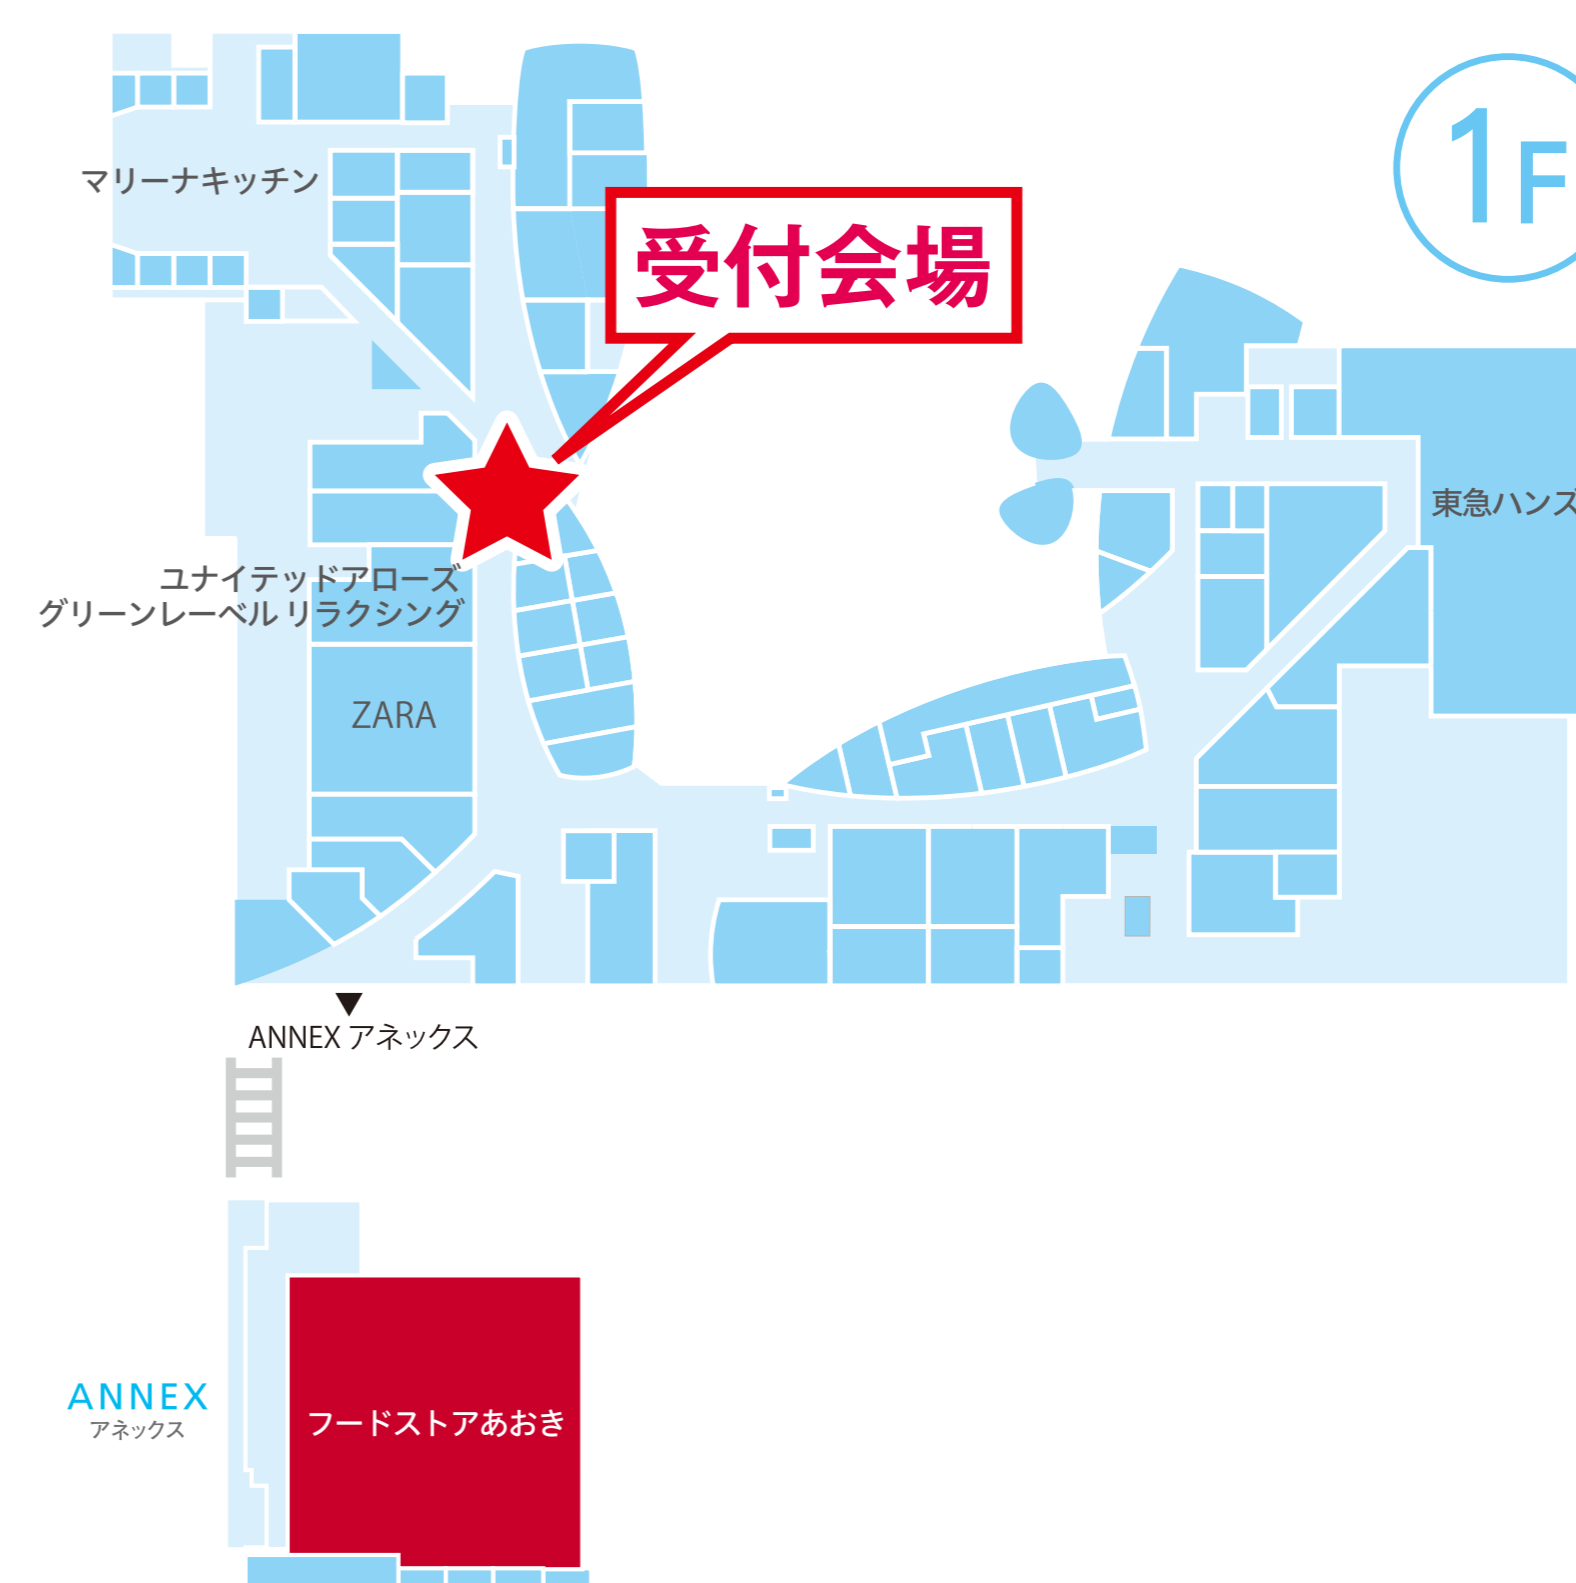 1F
マリーナキッチン
受付会場
東急ハンズ
ユナイテッドアローズ
グリーンレーベル リラクシング
ZARA
ANNEX アネックス
ANNEX
アネックス
フードストアあおき